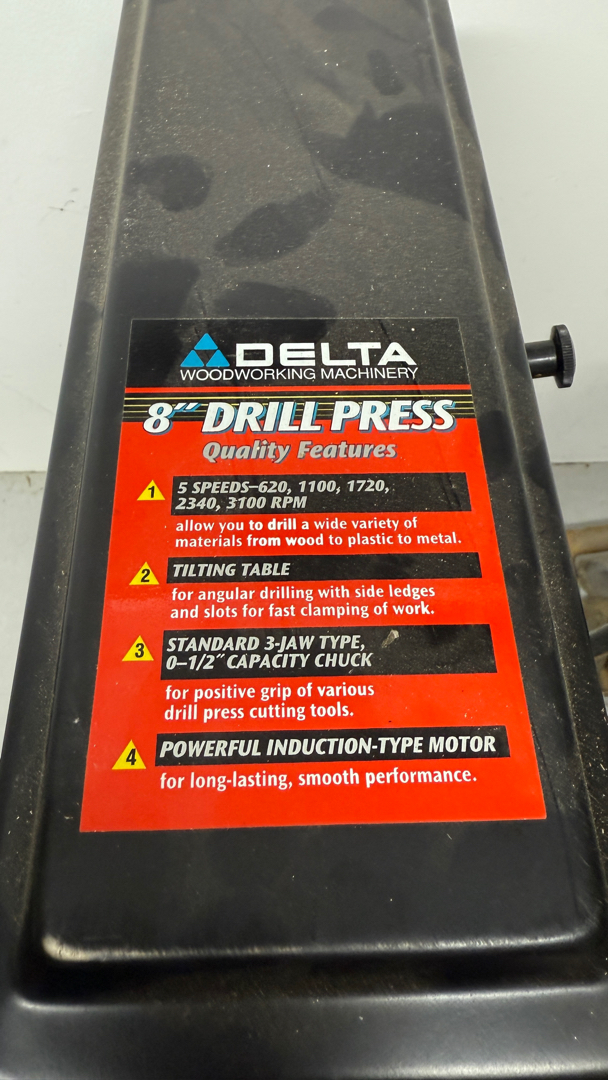 DELTA
WOODWORKING MACHINERY
8″ DRILL PRESS
Quality Features
1 5 SPEEDS–620, 1100, 1720,
2340, 3100 RPM
allow you to drill a wide variety of
materials from wood to plastic to metal.
2 TILTING TABLE
for angular drilling with side ledges
and slots for fast clamping of work.
3 STANDARD 3-JAW TYPE,
0–1/2″ CAPACITY CHUCK
for positive grip of various
drill press cutting tools.
4 POWERFUL INDUCTION-TYPE MOTOR
for long-lasting, smooth performance.